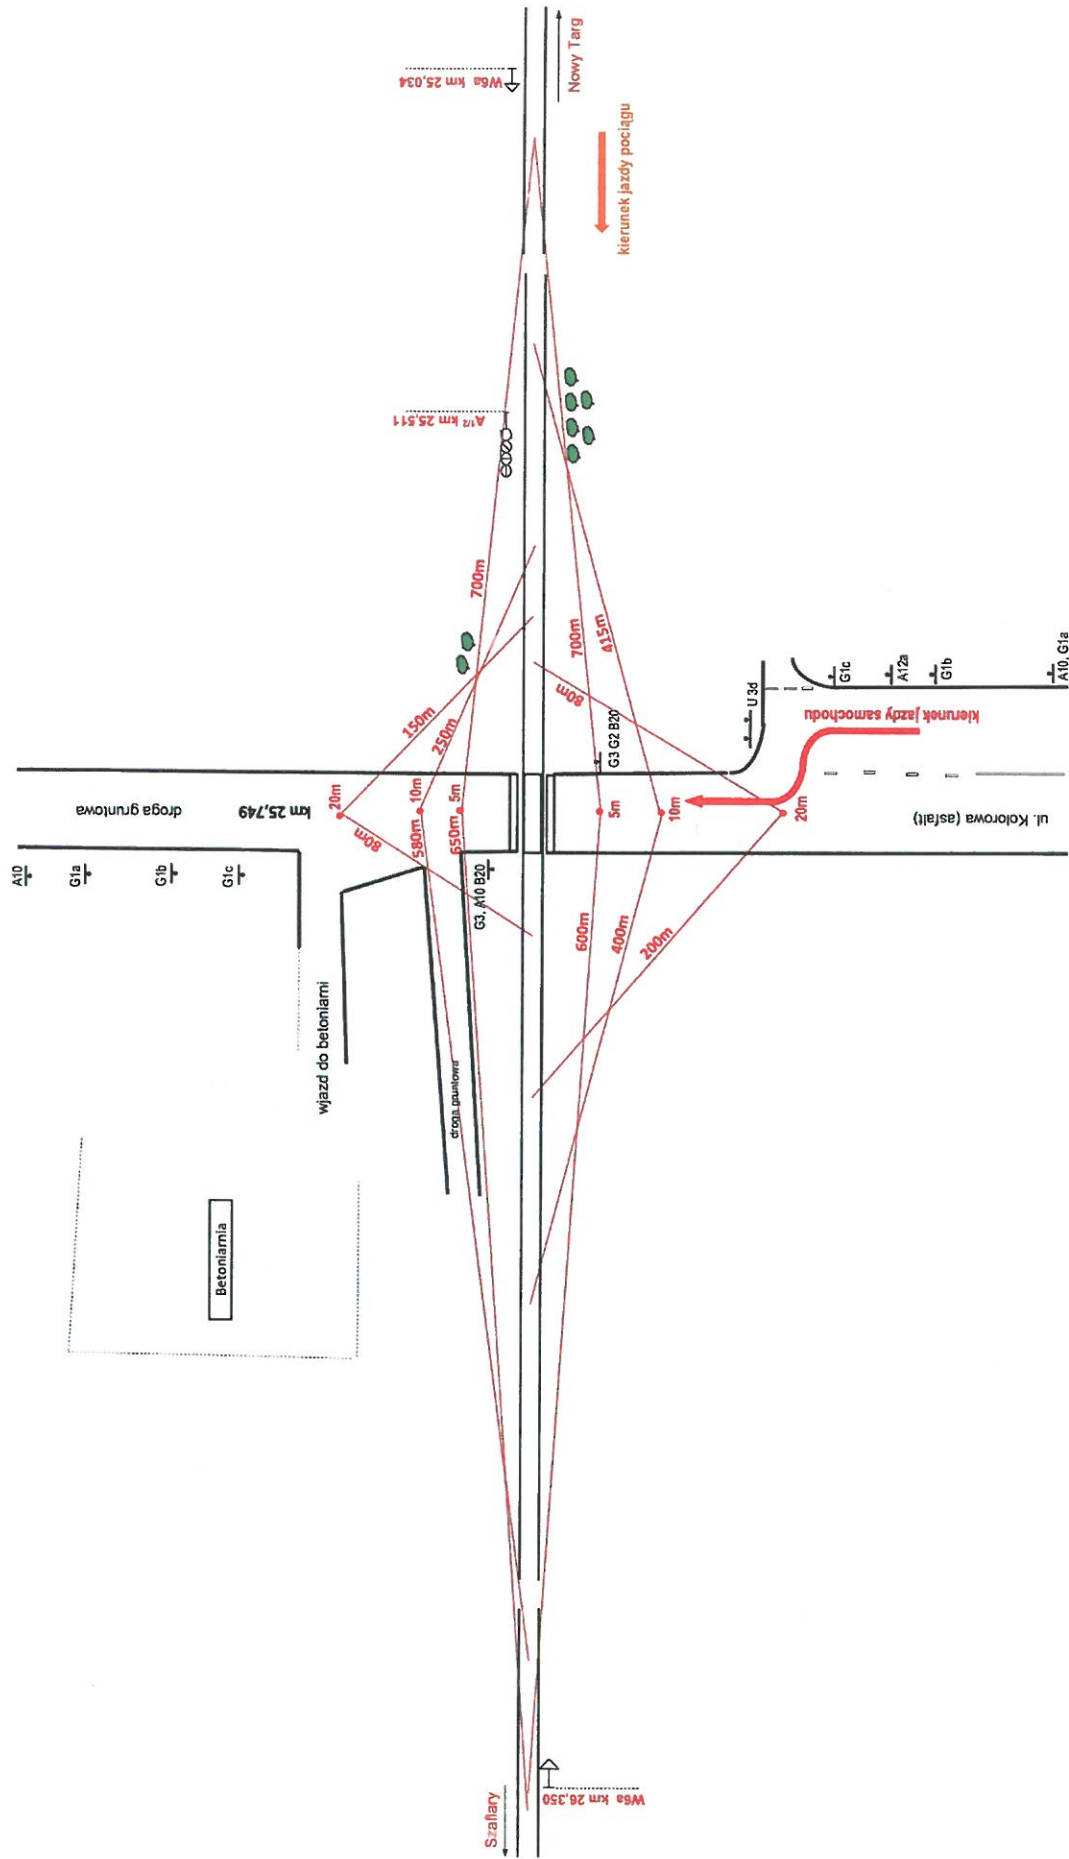 Nowy Targ
W6a km 25,034
kierunek jazdy pociągu
A1/2 km 25,511
700m
150m
250m
700m
415m
80m
U 3d
G1c
A12a
G1b
A10, G1a
kierunek jazdy samochodu
G3 G2 B20
droga gruntowa
km 25,749
20m
10m
5m
5m
10m
20m
ul. Kolorowa (asfalt)
A10
G1a
G1b
G1c
80m
580m
650m
G3, A10 B20
600m
400m
200m
wjazd do betoniarni
droga gruntowa
Betoniarnia
Szaflary
W6a km 26,350